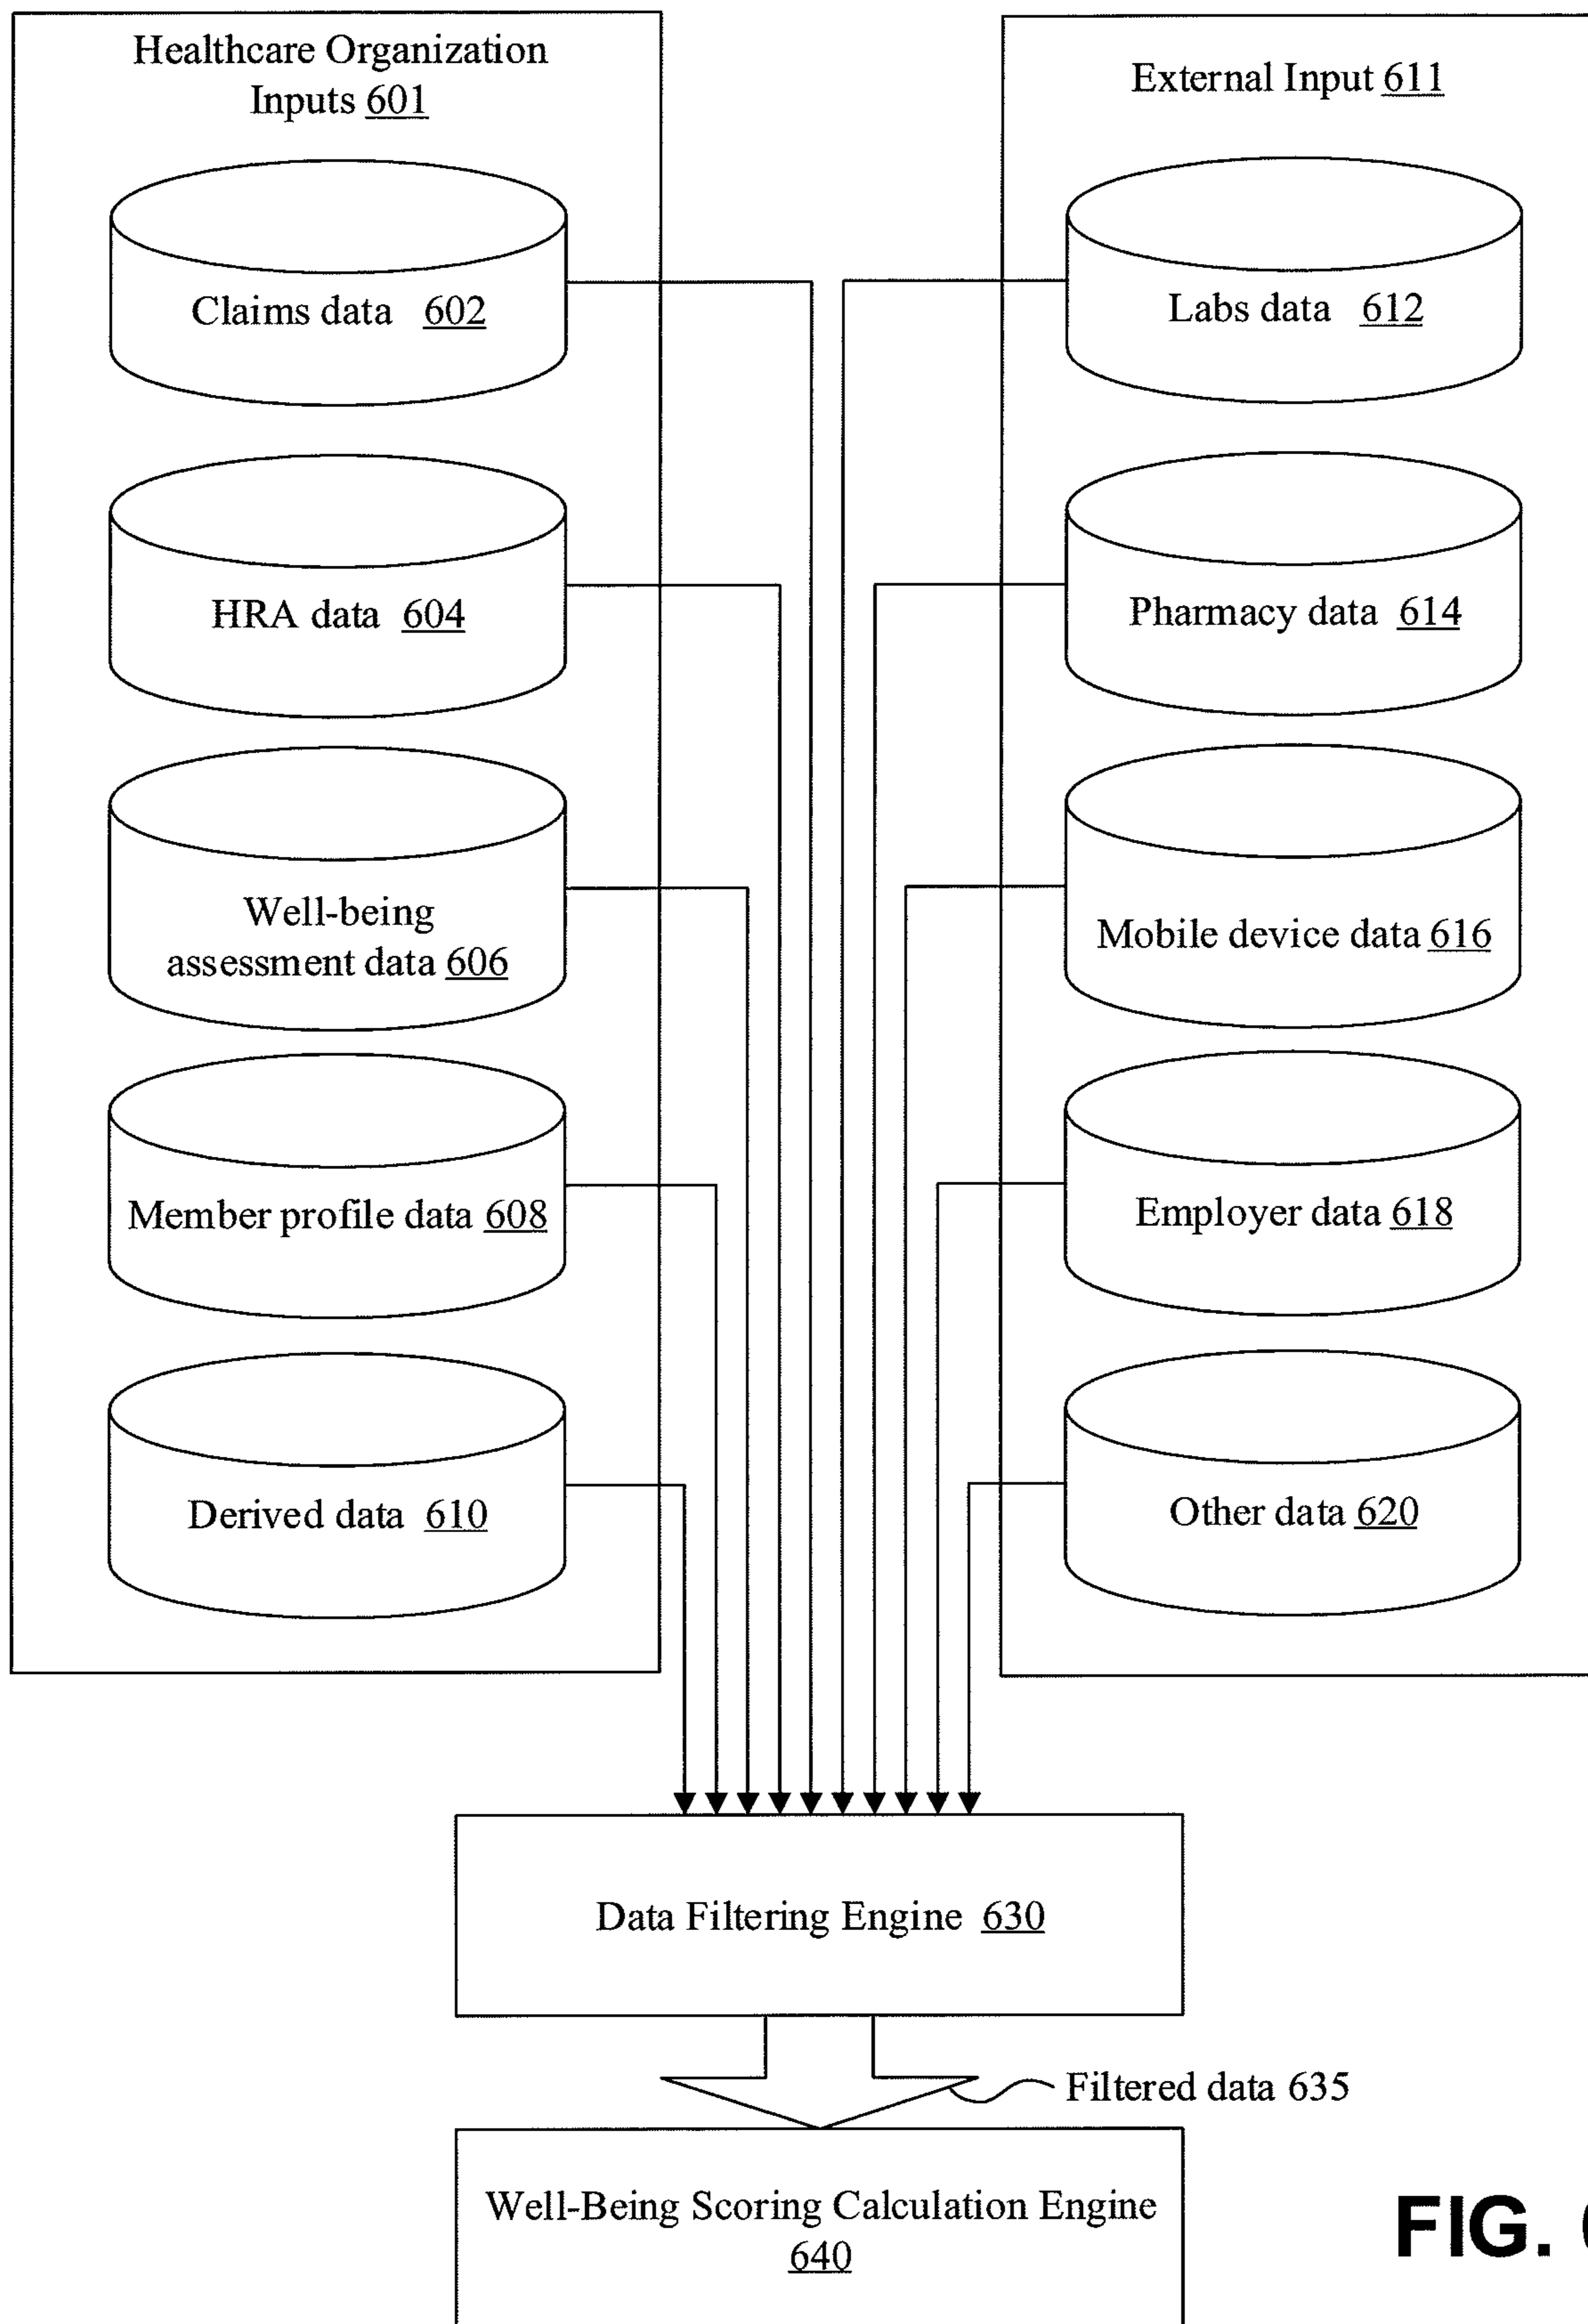 Healthcare Organization
Inputs 601
Claims data 602
HRA data 604
Well-being
assessment data 606
Member profile data 608
Derived data 610
External Input 611
Labs data 612
Pharmacy data 614
Mobile device data 616
Employer data 618
Other data 620
Data Filtering Engine 630
Filtered data 635
Well-Being Scoring Calculation Engine
640
FIG.